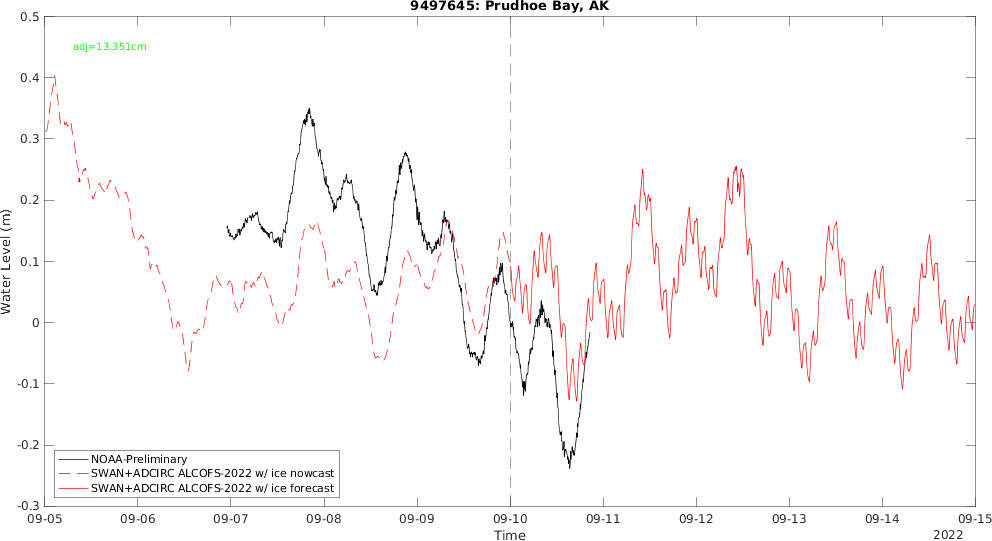 9497645: Prudhoe Bay, AK
0.5
adj=13.351cm
0.4
0.3
0.2
0.1
0
-0.1
-0.2
-0.3
Water Level (m)
NOAA-Preliminary
SWAN+ADCIRC ALCOFS-2022 w/ ice nowcast
SWAN+ADCIRC ALCOFS-2022 w/ ice forecast
09-05 09-06 09-07 09-08 09-09 09-10 09-11 09-12 09-13 09-14 09-15
Time
2022